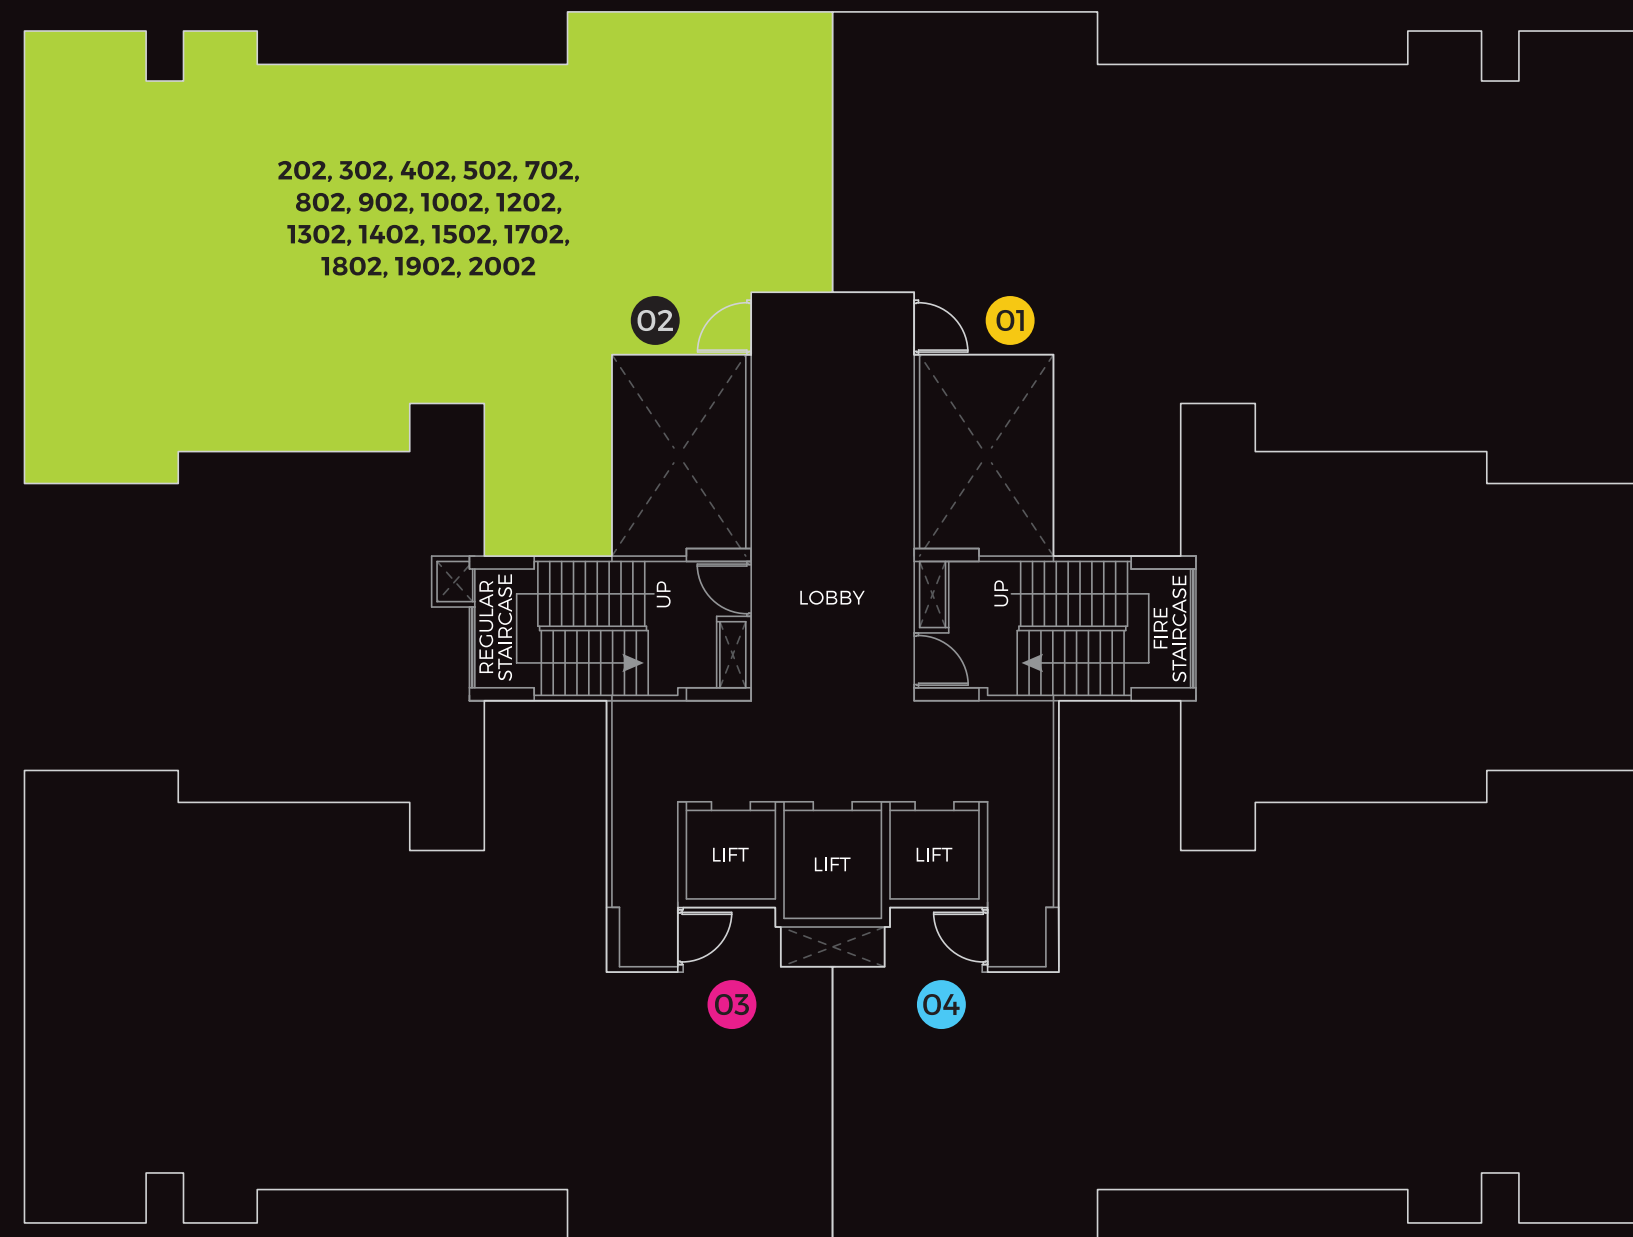 202, 302, 402, 502, 702,
802, 902, 1002, 1202,
1302, 1402, 1502, 1702,
1802, 1902, 2002
02
01
REGULAR
STAIRCASE
UP
LOBBY
UP
FIRE
STAIRCASE
LIFT
LIFT
LIFT
03
04